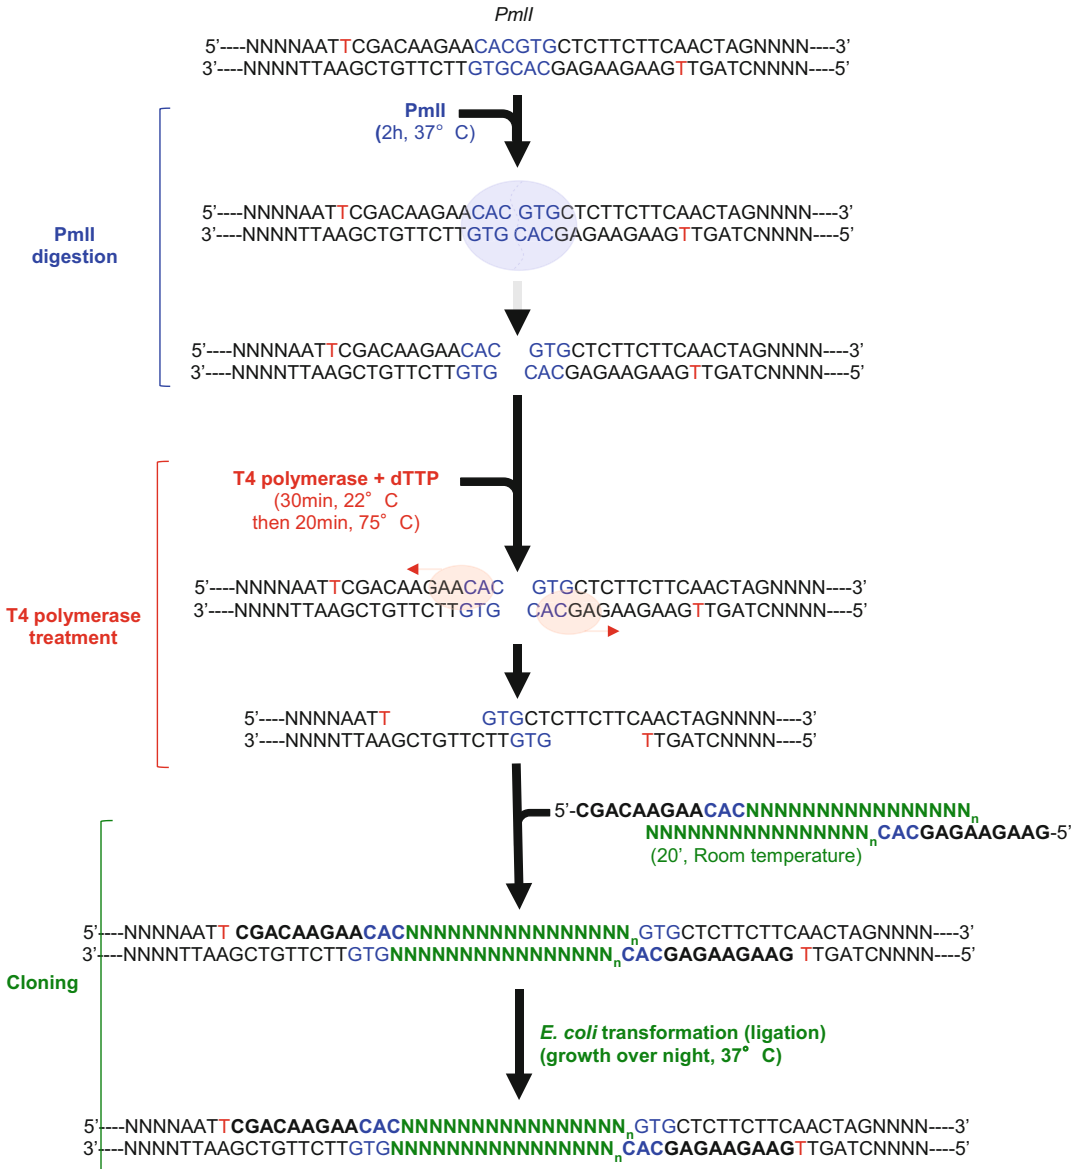 PmlI
5’----NNNNAATTCGACAAGAACACGTGCTCTTCTTCAACTAGNNNN----3’
3’----NNNNTTAAGCTGTTCTTGTGCACGAGAAGAAGTTGATCNNNN----5’
PmlI
(2h, 37° C)
5’----NNNNAATTCGACAAGAACAC GTGCTCTTCTTCAACTAGNNNN----3’
3’----NNNNTTAAGCTGTTCTTGTG CACGAGAAGAAGTTGATCNNNN----5’
PmlI
digestion
5’----NNNNAATTCGACAAGAACAC GTGCTCTTCTTCAACTAGNNNN----3’
3’----NNNNTTAAGCTGTTCTTGTG CACGAGAAGAAGTTGATCNNNN----5’
T4 polymerase + dTTP
(30min, 22° C
then 20min, 75° C)
5’----NNNNAATTCGACAAGAACAC GTGCTCTTCTTCAACTAGNNNN----3’
3’----NNNNTTAAGCTGTTCTTGTG CACGAGAAGAAGTTGATCNNNN----5’
T4 polymerase
treatment
5’----NNNNAATT GTGCTCTTCTTCAACTAGNNNN----3’
3’----NNNNTTAAGCTGTTCTTGTG TTGATCNNNN----5’
5’-CGACAAGAACACNNNNNNNNNNNNNNNNn
NNNNNNNNNNNNNNNNnCACGAGAAGAAG-5’
(20’, Room temperature)
5’----NNNNAATT CGACAAGAACACNNNNNNNNNNNNNNNNnGTGCTCTTCTTCAACTAGNNNN----3’
3’----NNNNTTAAGCTGTTCTTGTGNNNNNNNNNNNNNNNNnCACGAGAAGAAG TTGATCNNNN----5’
Cloning
E. coli transformation (ligation)
(growth over night, 37° C)
5’----NNNNAATTCGACAAGAACACNNNNNNNNNNNNNNNNnGTGCTCTTCTTCAACTAGNNNN----3’
3’----NNNNTTAAGCTGTTCTTGTGNNNNNNNNNNNNNNNNnCACGAGAAGAAGTTGATCNNNN----5’